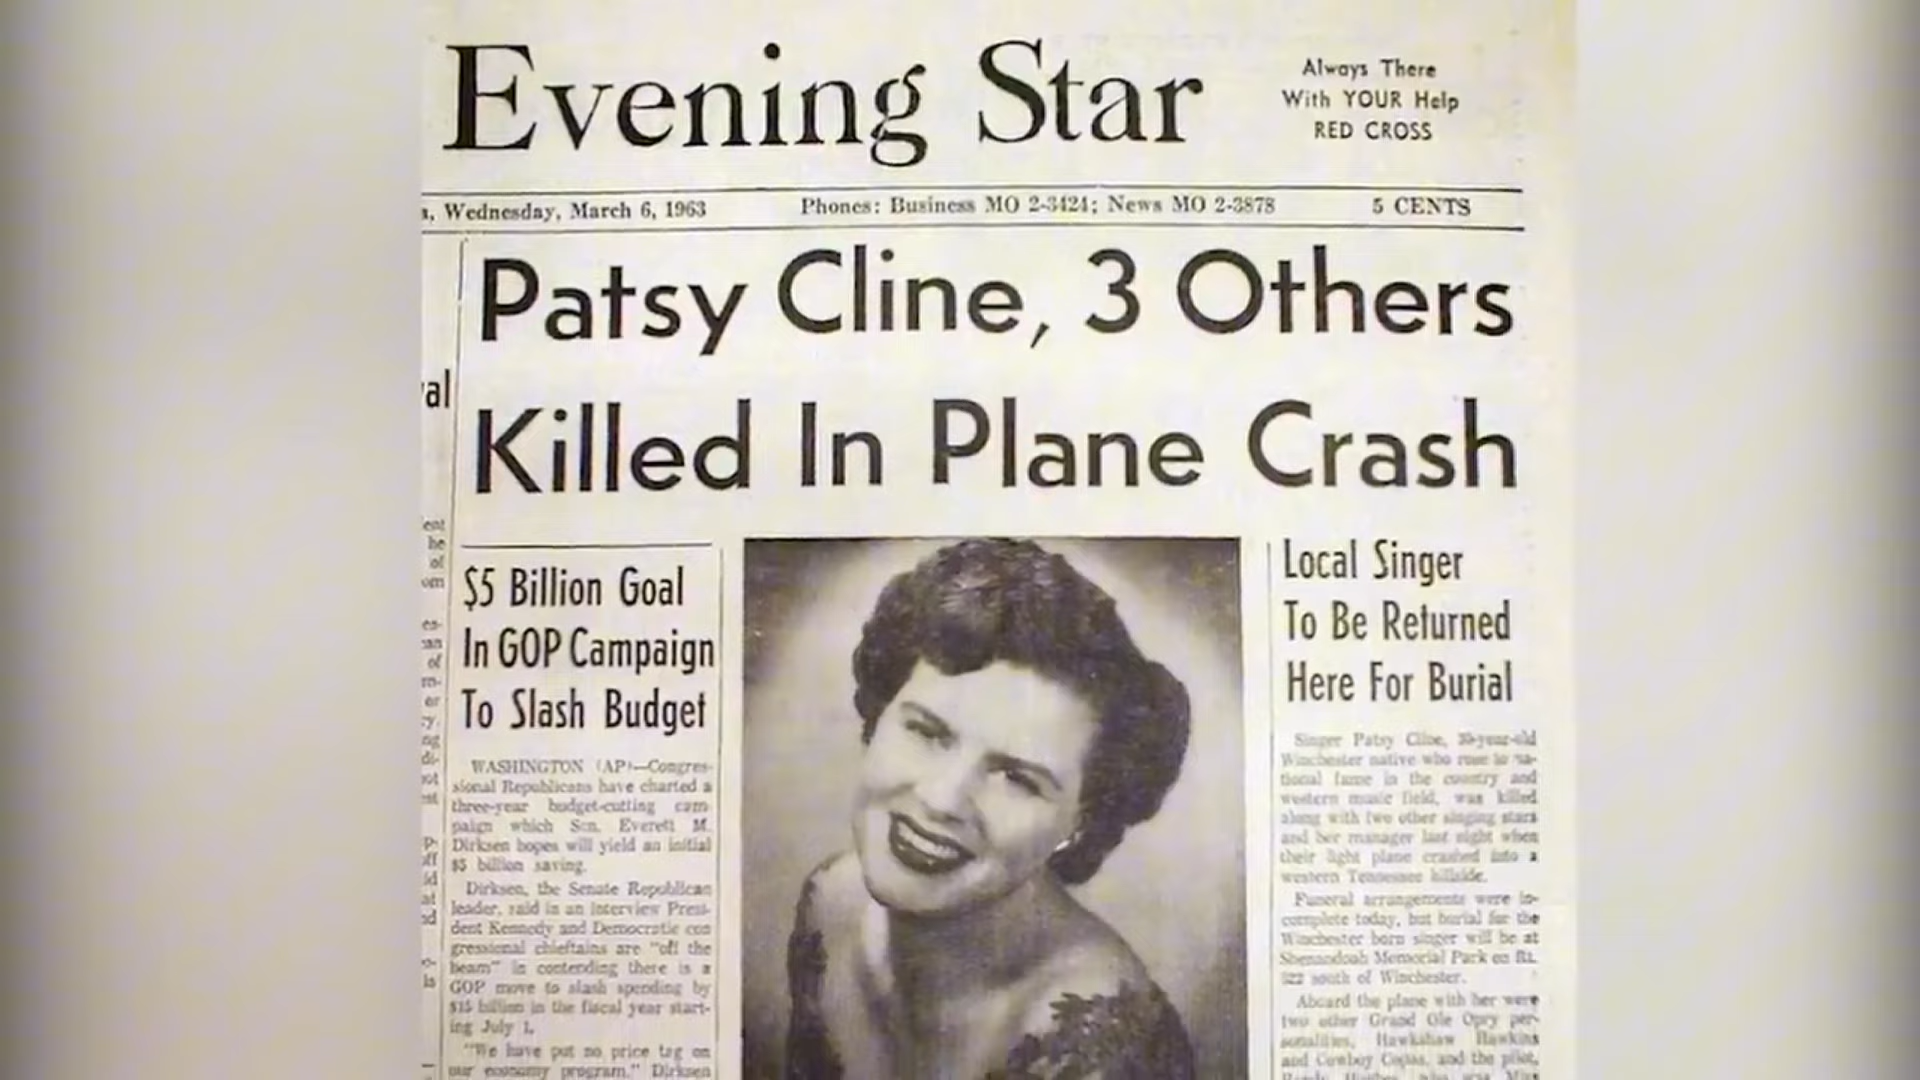 Evening Star
Always There
With YOUR Help
RED CROSS
a, Wednesday, March 6, 1963
Phones: Business MO 2-3424; News MO 2-3878
5 CENTS
Patsy Cline, 3 Others
Killed In Plane Crash
$5 Billion Goal
In GOP Campaign
To Slash Budget
WASHINGTON (AP)—Congres-
sional Republicans have charted a
three-year budget-cutting cam-
paign which Sen. Everett M.
Dirksen hopes will yield an initial
$5 billion saving.
Dirksen, the Senate Republican
leader, said in an interview Presi-
dent Kennedy and Democratic con
gressional chieftains are "off the
beam" in contending there is a
GOP move to slash spending by
$15 billion in the fiscal year start-
ing July 1.
"We have put no price tag on
our economy program." Dirksen
Local Singer
To Be Returned
Here For Burial
Singer Patsy Cline, 30-year-old
Winchester native who rose to na-
tional fame in the country and
western music field, was killed
along with two other singing stars
and her manager last night when
their light plane crashed into a
western Tennessee hillside.
Funeral arrangements were in-
complete today, but burial for the
Winchester born singer will be at
Shenandoah Memorial Park on Rt.
522 south of Winchester.
Aboard the plane with her were
two other Grand Ole Opry per-
sonalities, Hawkshaw Hawkins
and Cowboy Copas, and the pilot,